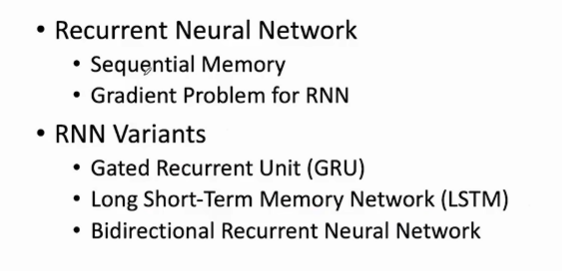 • Recurrent Neural Network
• Sequential Memory
• Gradient Problem for RNN
• RNN Variants
• Gated Recurrent Unit (GRU)
• Long Short-Term Memory Network (LSTM)
• Bidirectional Recurrent Neural Network